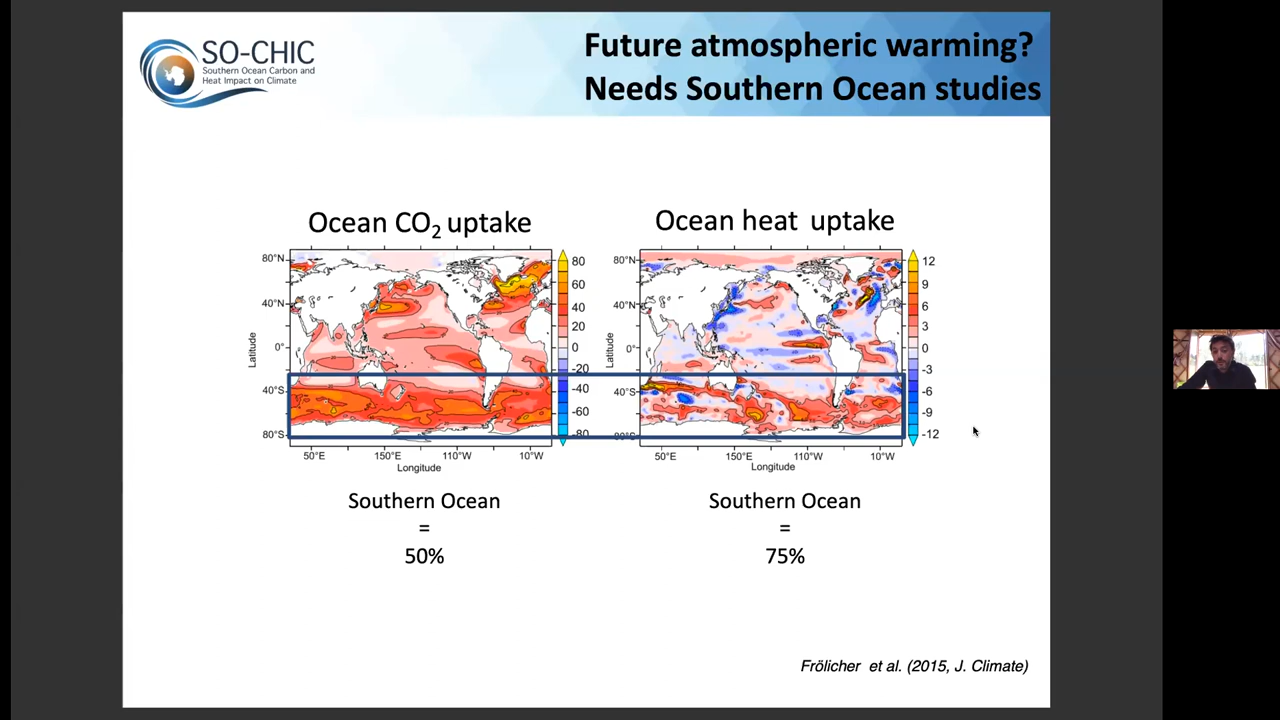 SO-CHIC
Southern Ocean Carbon and
Heat Impact on Climate
Future atmospheric warming?
Needs Southern Ocean studies
Ocean CO₂ uptake
80°N
40°N
0°
40°S
80°S
Latitude
50°E
150°E
110°W
10°W
Longitude
80
60
40
20
0
-20
-40
-60
-80
Ocean heat uptake
80°N
40°N
0°
40°S
80°S
Latitude
50°E
150°E
110°W
10°W
Longitude
12
9
6
3
0
-3
-6
-9
-12
Southern Ocean
=
50%
Southern Ocean
=
75%
Frölicher et al. (2015, J. Climate)